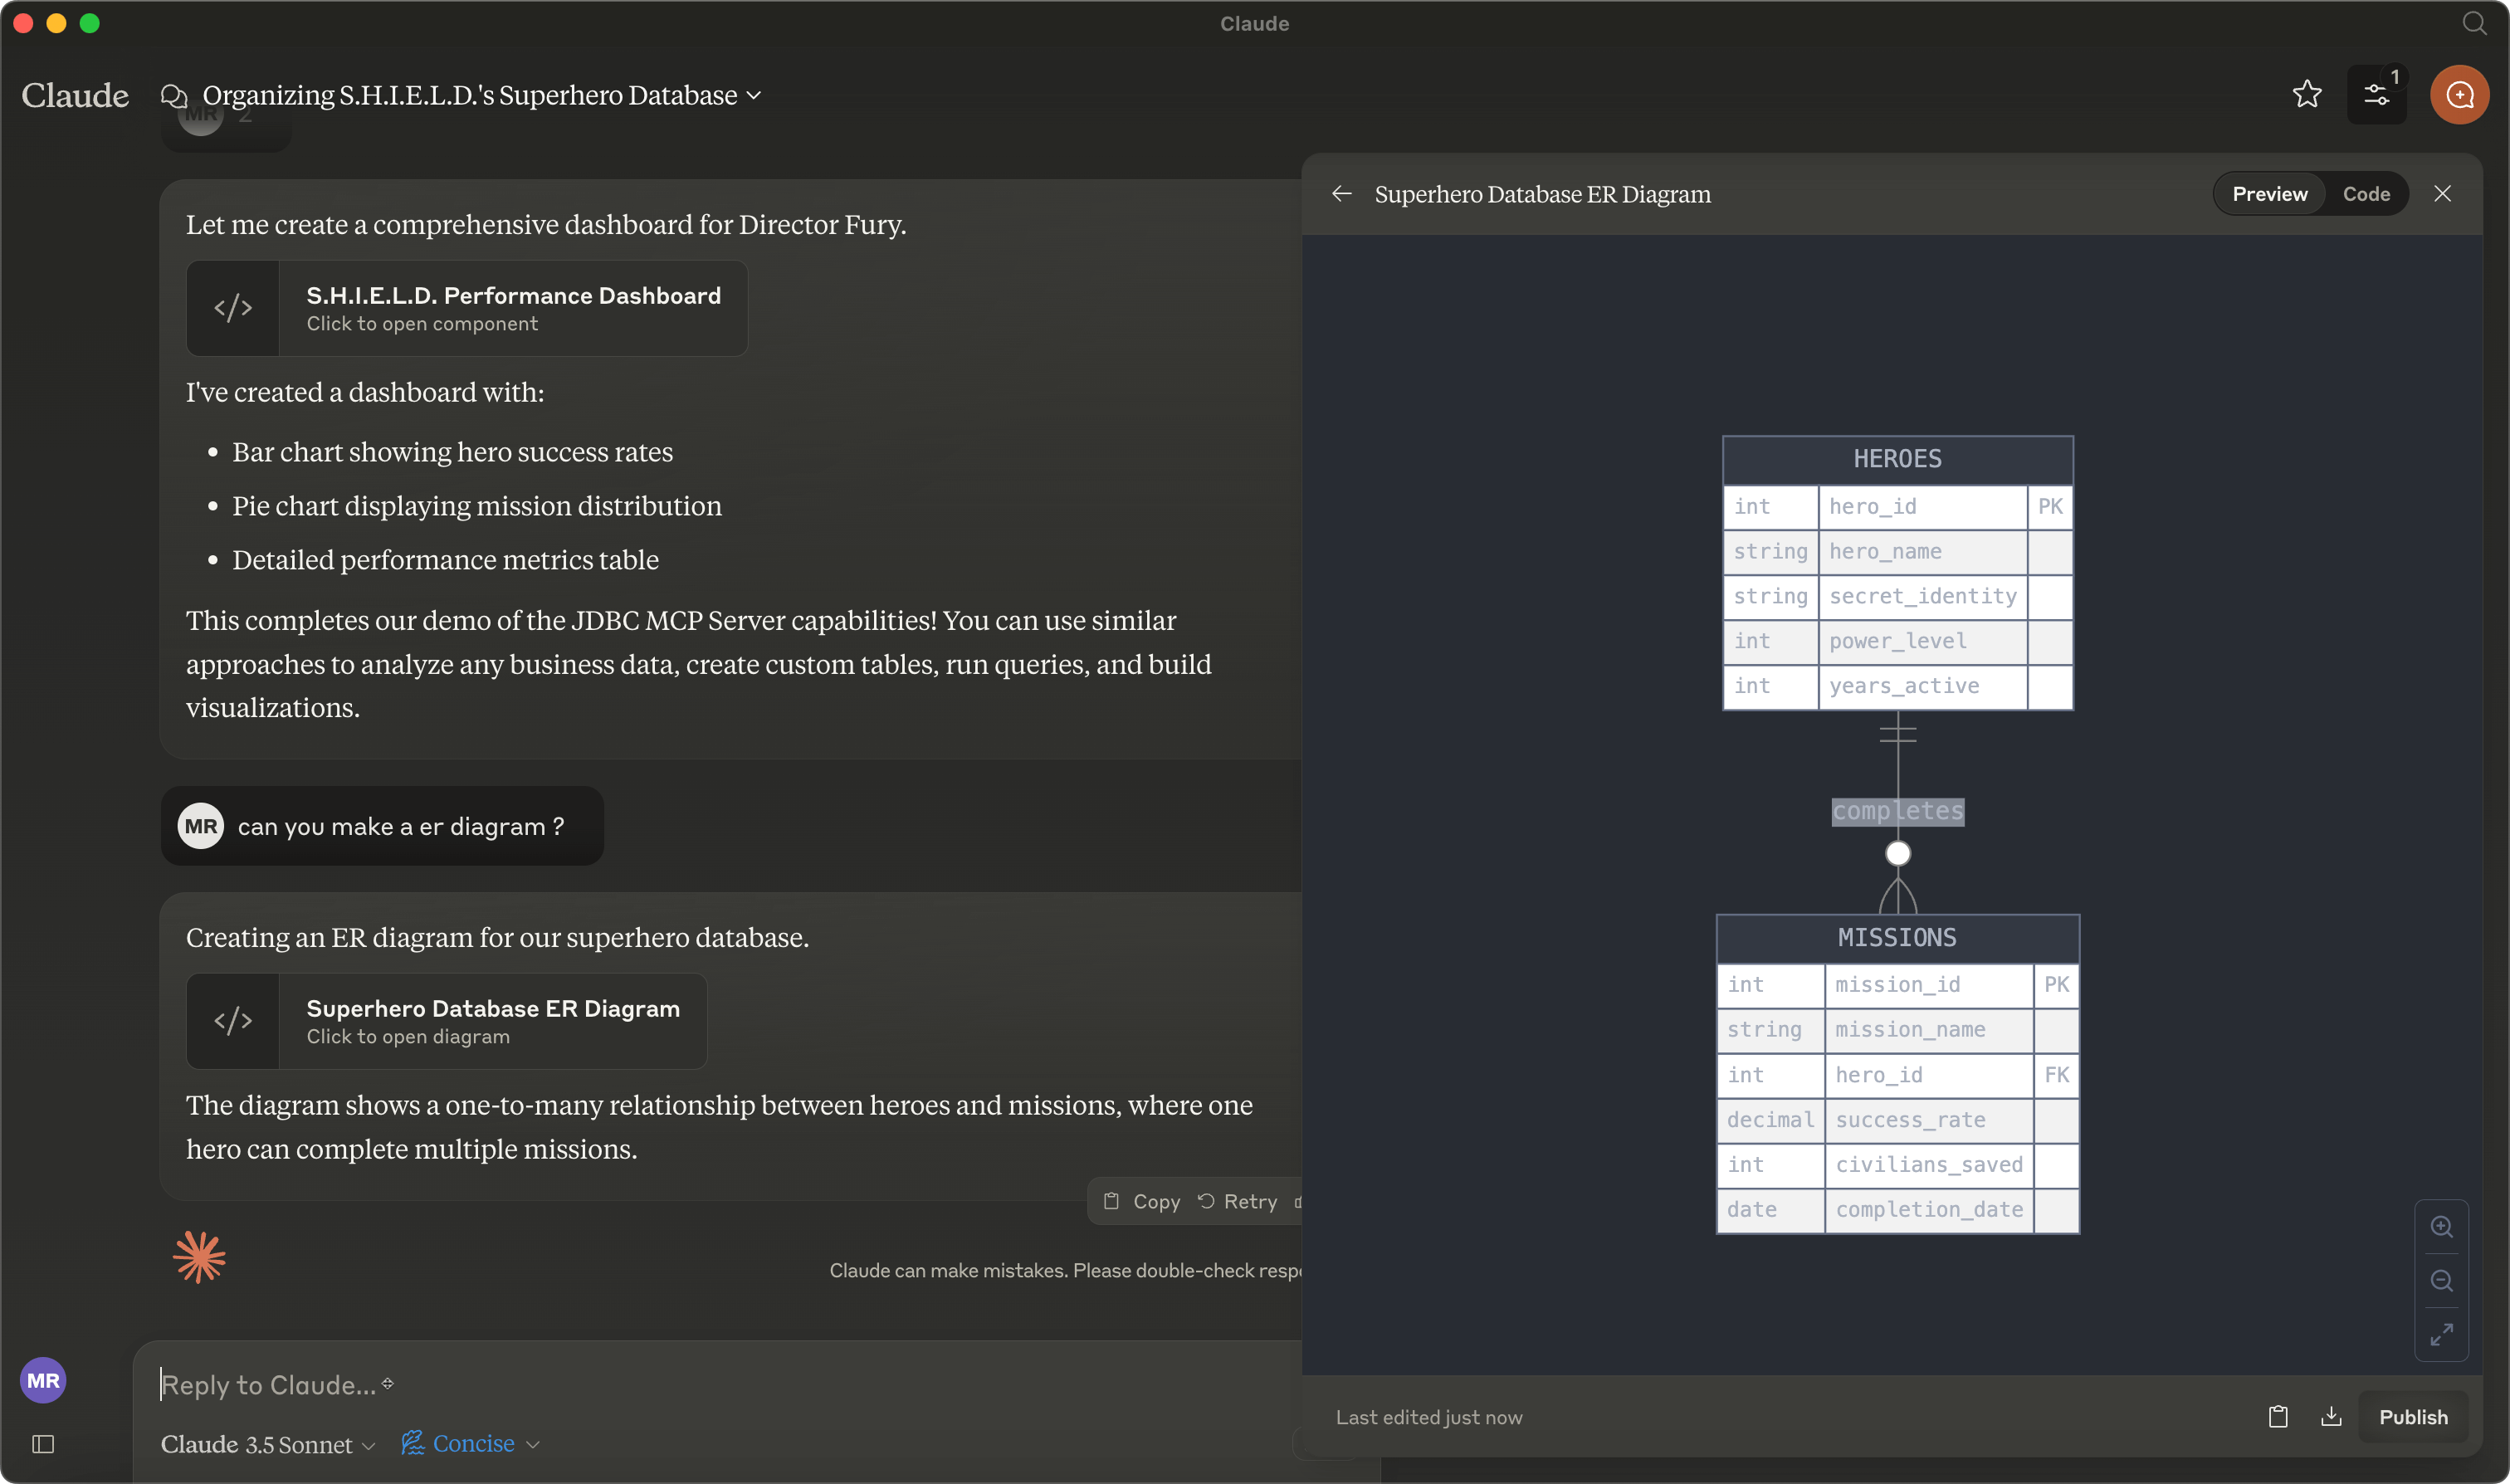 Claude
Claude
Organizing S.H.I.E.L.D.'s Superhero Database
1
MR 2
Let me create a comprehensive dashboard for Director Fury.
</>
S.H.I.E.L.D. Performance Dashboard
Click to open component
I've created a dashboard with:
• Bar chart showing hero success rates
• Pie chart displaying mission distribution
• Detailed performance metrics table
This completes our demo of the JDBC MCP Server capabilities! You can use similar
approaches to analyze any business data, create custom tables, run queries, and build
visualizations.
MR can you make a er diagram ?
Creating an ER diagram for our superhero database.
</>
Superhero Database ER Diagram
Click to open diagram
The diagram shows a one-to-many relationship between heroes and missions, where one
hero can complete multiple missions.
Copy Retry
Claude can make mistakes. Please double-check
MR
Reply to Claude...
Claude 3.5 Sonnet Concise
Superhero Database ER Diagram
Preview Code
HEROES
int hero_id PK
string hero_name
string secret_identity
int power_level
int years_active
completes
MISSIONS
int mission_id PK
string mission_name
int hero_id FK
decimal success_rate
int civilians_saved
date completion_date
Last edited just now
Publish